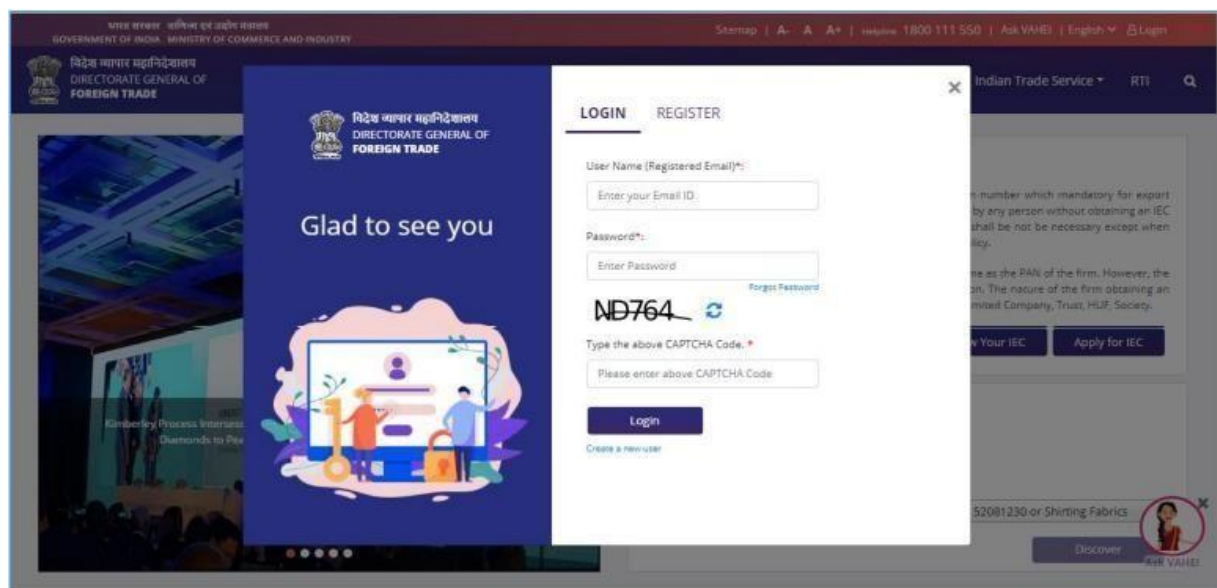 भारत सरकार वाणिज्य एवं उद्योग मंत्रालय
GOVERNMENT OF INDIA MINISTRY OF COMMERCE AND INDUSTRY
Sitemap | A- A A+ | Helpline 1800 111 550 | Ask VAHEI | English Login
विदेश व्यापार महानिदेशालय
DIRECTORATE GENERAL OF
FOREIGN TRADE
Indian Trade Service RTI
विदेश व्यापार महानिदेशालय
DIRECTORATE GENERAL OF
FOREIGN TRADE
Glad to see you
LOGIN REGISTER
User Name (Registered Email)*:
Enter your Email ID
Password*:
Enter Password
Forgot Password
ND764
Type the above CAPTCHA Code. *
Please enter above CAPTCHA Code
Login
Create a new user
number which mandatory for export
by any person without obtaining an IEC
shall be not be necessary except when
me as the PAN of the firm. However, the
on. The nature of the firm obtaining an
mited Company, Trust, HUF, Society.
w Your IEC Apply for IEC
Kimberley Process Interses
Diamonds to Pea
52081230 or Shirting Fabrics
Discover
Ask VAHEI